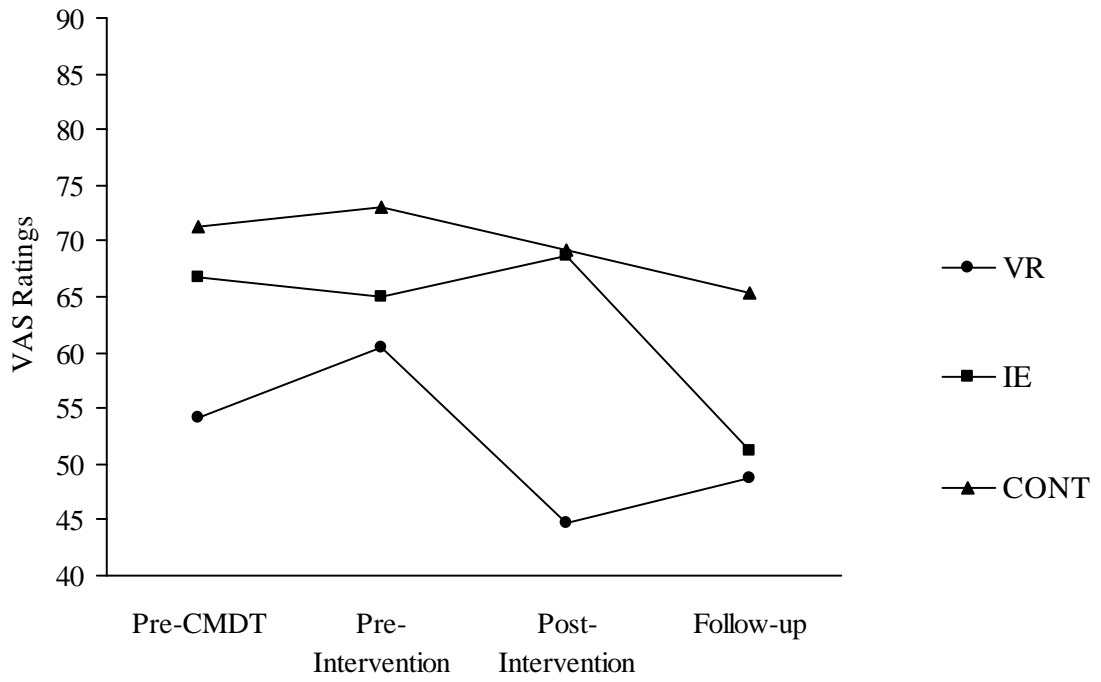 90
85
80
75
70
65
60
55
50
45
40
VAS Ratings
Pre-CMDT
Pre-
Intervention
Post-
Intervention
Follow-up
VR
IE
CONT